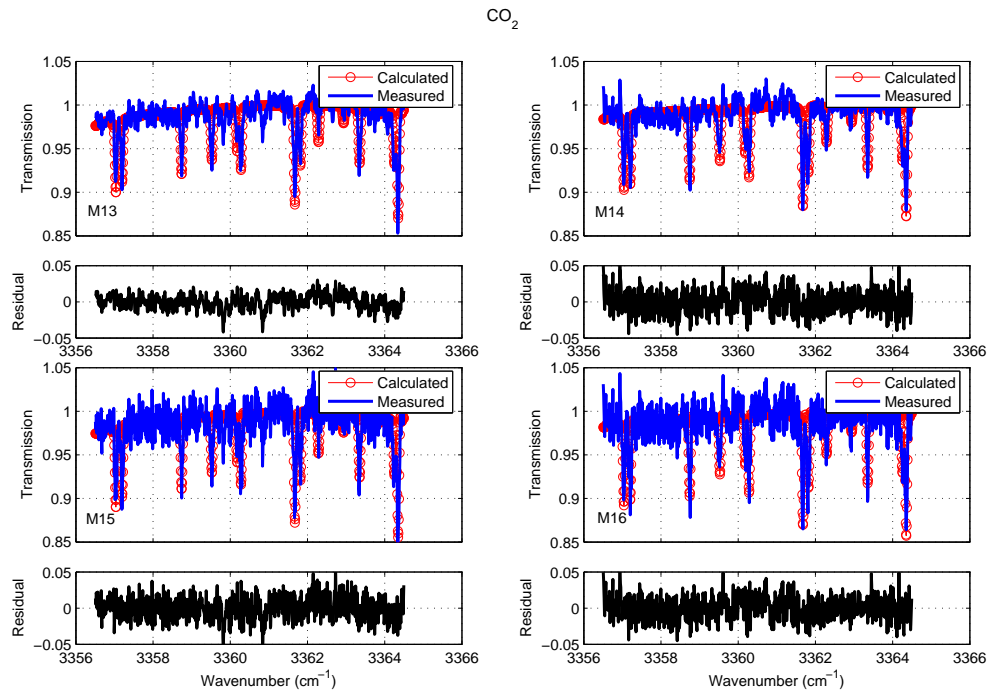 CO₂
1.05
1
0.95
0.9
0.85
Transmission
Calculated
Measured
M13
1.05
1
0.95
0.9
0.85
Transmission
Calculated
Measured
M14
0.05
0
−0.05
Residual
3356 3358 3360 3362 3364 3366
0.05
0
−0.05
Residual
3356 3358 3360 3362 3364 3366
1.05
1
0.95
0.9
0.85
Transmission
Calculated
Measured
M15
1.05
1
0.95
0.9
0.85
Transmission
Calculated
Measured
M16
0.05
0
−0.05
Residual
3356 3358 3360 3362 3364 3366
Wavenumber (cm⁻¹)
0.05
0
−0.05
Residual
3356 3358 3360 3362 3364 3366
Wavenumber (cm⁻¹)